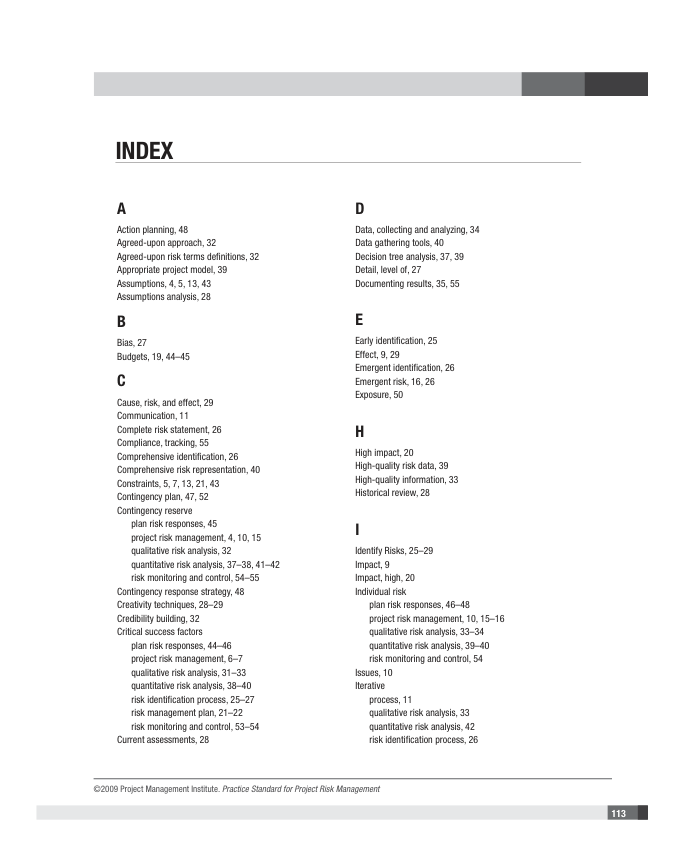 INDEX
A
Action planning, 48
Agreed-upon approach, 32
Agreed-upon risk terms definitions, 32
Appropriate project model, 39
Assumptions, 4, 5, 13, 43
Assumptions analysis, 28
B
Bias, 27
Budgets, 19, 44–45
C
Cause, risk, and effect, 29
Communication, 11
Complete risk statement, 26
Compliance, tracking, 55
Comprehensive identification, 26
Comprehensive risk representation, 40
Constraints, 5, 7, 13, 21, 43
Contingency plan, 47, 52
Contingency reserve
plan risk responses, 45
project risk management, 4, 10, 15
qualitative risk analysis, 32
quantitative risk analysis, 37–38, 41–42
risk monitoring and control, 54–55
Contingency response strategy, 48
Creativity techniques, 28–29
Credibility building, 32
Critical success factors
plan risk responses, 44–46
project risk management, 6–7
qualitative risk analysis, 31–33
quantitative risk analysis, 38–40
risk identification process, 25–27
risk management plan, 21–22
risk monitoring and control, 53–54
Current assessments, 28
D
Data, collecting and analyzing, 34
Data gathering tools, 40
Decision tree analysis, 37, 39
Detail, level of, 27
Documenting results, 35, 55
E
Early identification, 25
Effect, 9, 29
Emergent identification, 26
Emergent risk, 16, 26
Exposure, 50
H
High impact, 20
High-quality risk data, 39
High-quality information, 33
Historical review, 28
I
Identify Risks, 25–29
Impact, 9
Impact, high, 20
Individual risk
plan risk responses, 46–48
project risk management, 10, 15–16
qualitative risk analysis, 33–34
quantitative risk analysis, 39–40
risk monitoring and control, 54
Issues, 10
Iterative
process, 11
qualitative risk analysis, 33
quantitative risk analysis, 42
risk identification process, 26
©2009 Project Management Institute. Practice Standard for Project Risk Management
113